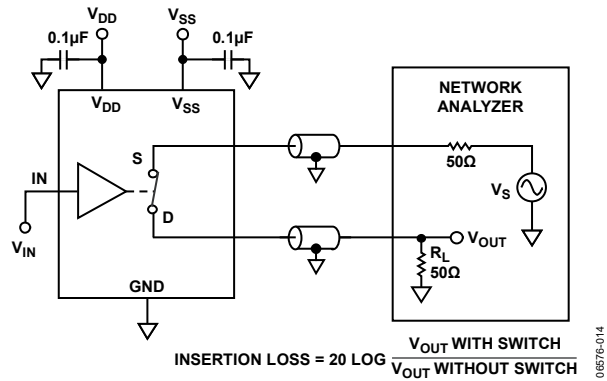 VDD
VSS
0.1µF
0.1µF
VDD
VSS
NETWORK
ANALYZER
S
50Ω
IN
VS
D
VOUT
VIN
RL
50Ω
GND
INSERTION LOSS = 20 LOG VOUT WITH SWITCH
VOUT WITHOUT SWITCH
06576-014